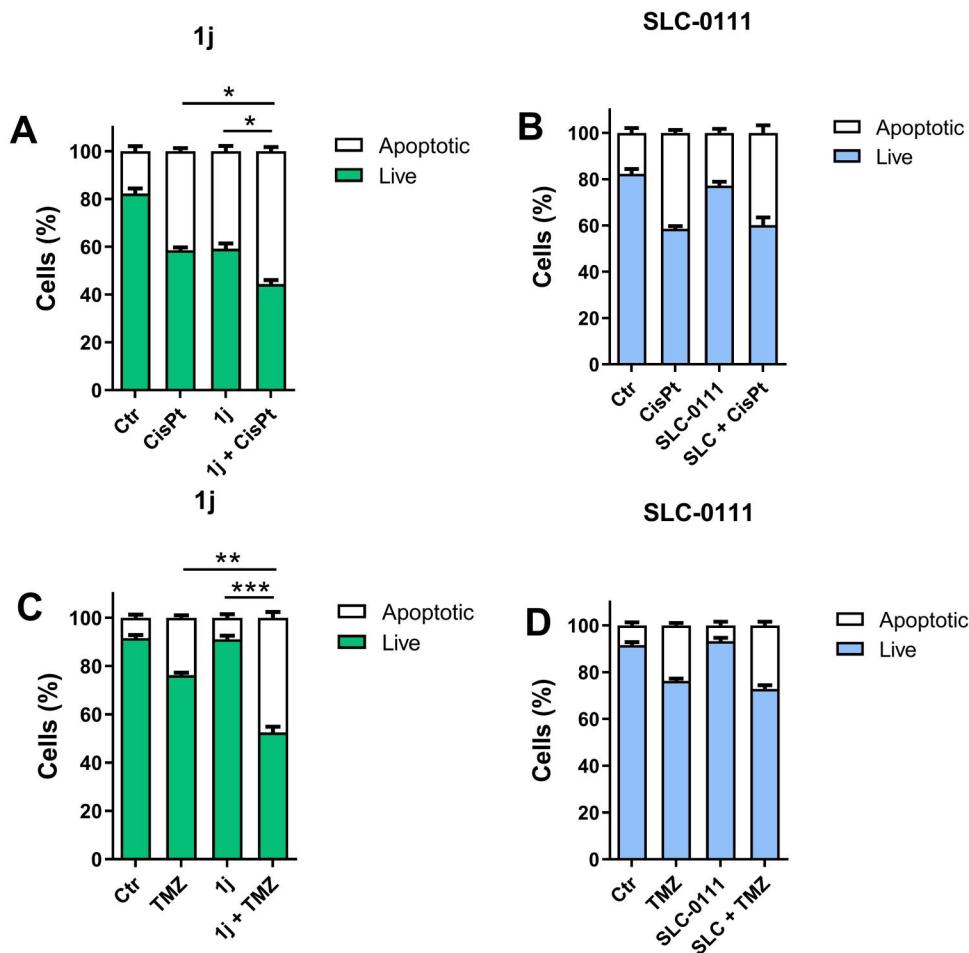 1j
SLC-0111
A
*
*
Apoptotic
Live
Cells (%)
100
80
60
40
20
0
Ctr
CisPt
1j
1j + CisPt
B
Apoptotic
Live
Cells (%)
100
80
60
40
20
0
Ctr
CisPt
SLC-0111
SLC + CisPt
1j
SLC-0111
C
**
***
Apoptotic
Live
Cells (%)
100
80
60
40
20
0
Ctr
TMZ
1j
1j + TMZ
D
Apoptotic
Live
Cells (%)
100
80
60
40
20
0
Ctr
TMZ
SLC-0111
SLC + TMZ